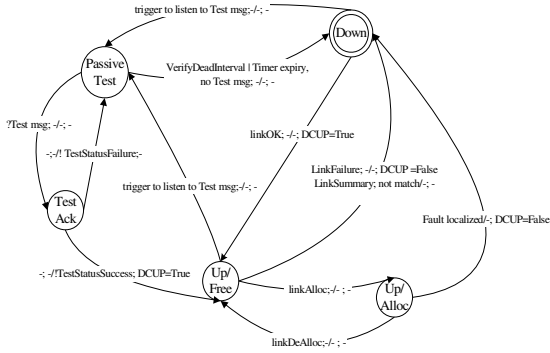 trigger to listen to Test msg;-/-; -
Down
Passive
Test
VerifyDeadInterval | Timer expiry,
no Test msg; -/-; -
?Test msg; -/-; -
linkOK; -/-; DCUP=True
-;-/! TestStatusFailure;-
LinkFailure; -/-; DCUP =False
LinkSummary; not match/-; -
trigger to listen to Test msg;-/-; -
Test
Ack
Fault localized/-; DCUP=False
-; -/!TestStatusSuccess; DCUP=True
Up/
Free
linkAlloc;-/- ; -
Up/
Alloc
linkDeAlloc;-/- ; -